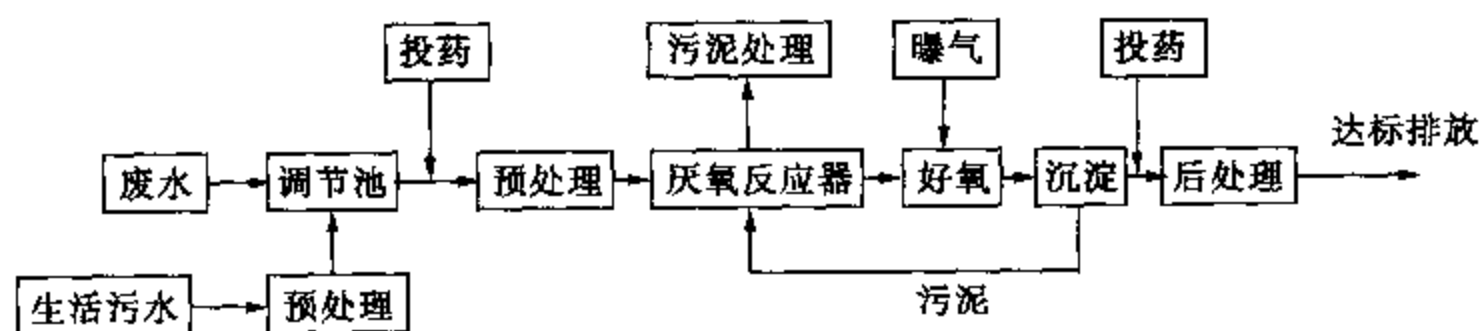 投药
污泥处理
曝气
投药
达标排放
废水
调节池
预处理
厌氧反应器
好氧
沉淀
后处理
生活污水
预处理
污泥